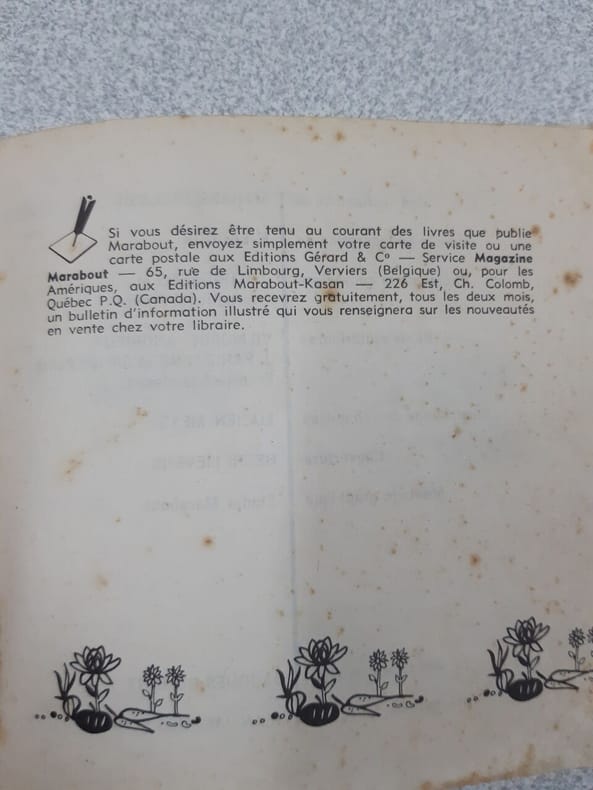 Si vous désirez être tenu au courant des livres que publie
Marabout, envoyez simplement votre carte de visite ou une
carte postale aux Editions Gérard & Cº — Service Magazine
Marabout — 65, rue de Limbourg, Verviers (Belgique) ou, pour les
Amériques, aux Editions Marabout-Kasan — 226 Est, Ch. Colomb,
Québec P.Q. (Canada). Vous recevrez gratuitement, tous les deux mois,
un bulletin d'information illustré qui vous renseignera sur les nouveautés
en vente chez votre libraire.